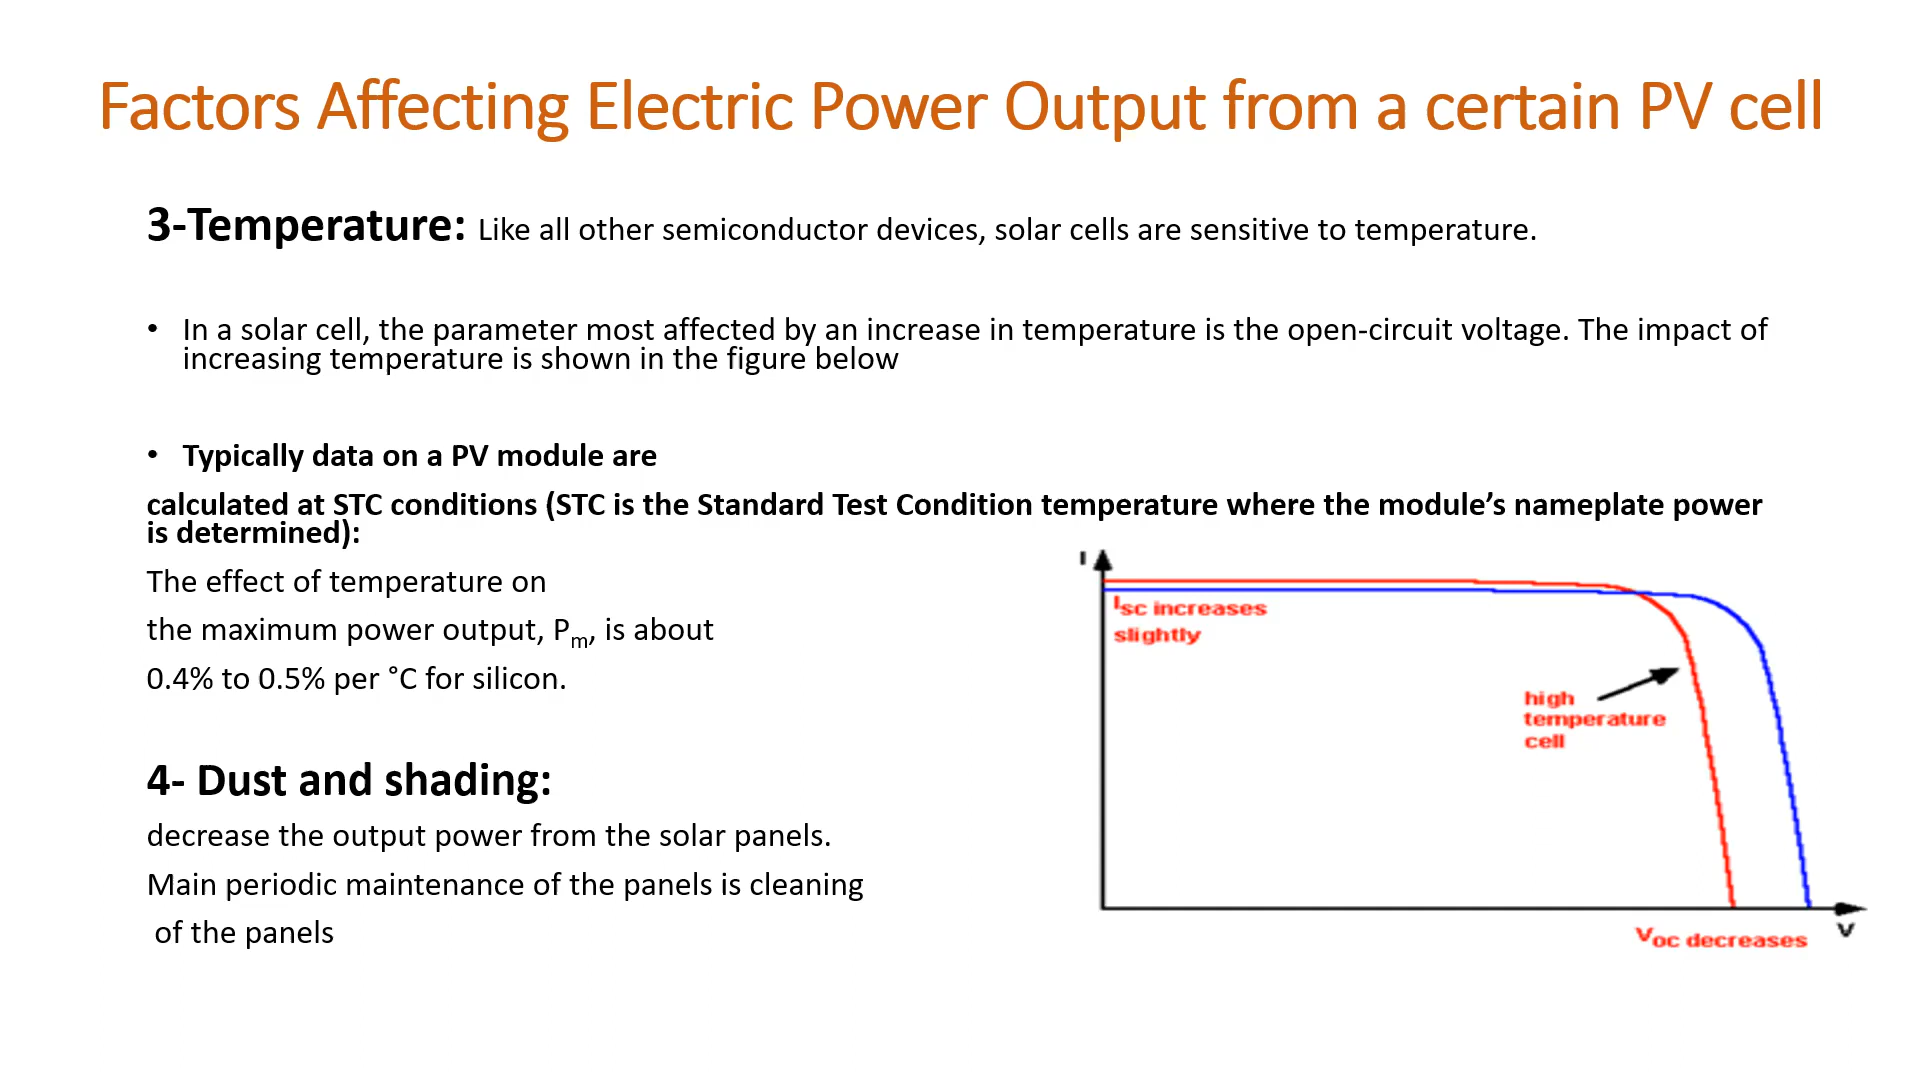 Factors Affecting Electric Power Output from a certain PV cell
3-Temperature: Like all other semiconductor devices, solar cells are sensitive to temperature.
• In a solar cell, the parameter most affected by an increase in temperature is the open-circuit voltage. The impact of
increasing temperature is shown in the figure below
• Typically data on a PV module are
calculated at STC conditions (STC is the Standard Test Condition temperature where the module’s nameplate power
is determined):
The effect of temperature on
the maximum power output, Pm, is about
0.4% to 0.5% per ˚C for silicon.
4- Dust and shading:
decrease the output power from the solar panels.
Main periodic maintenance of the panels is cleaning
of the panels
I
Isc increases
slightly
high
temperature
cell
Voc decreases
V